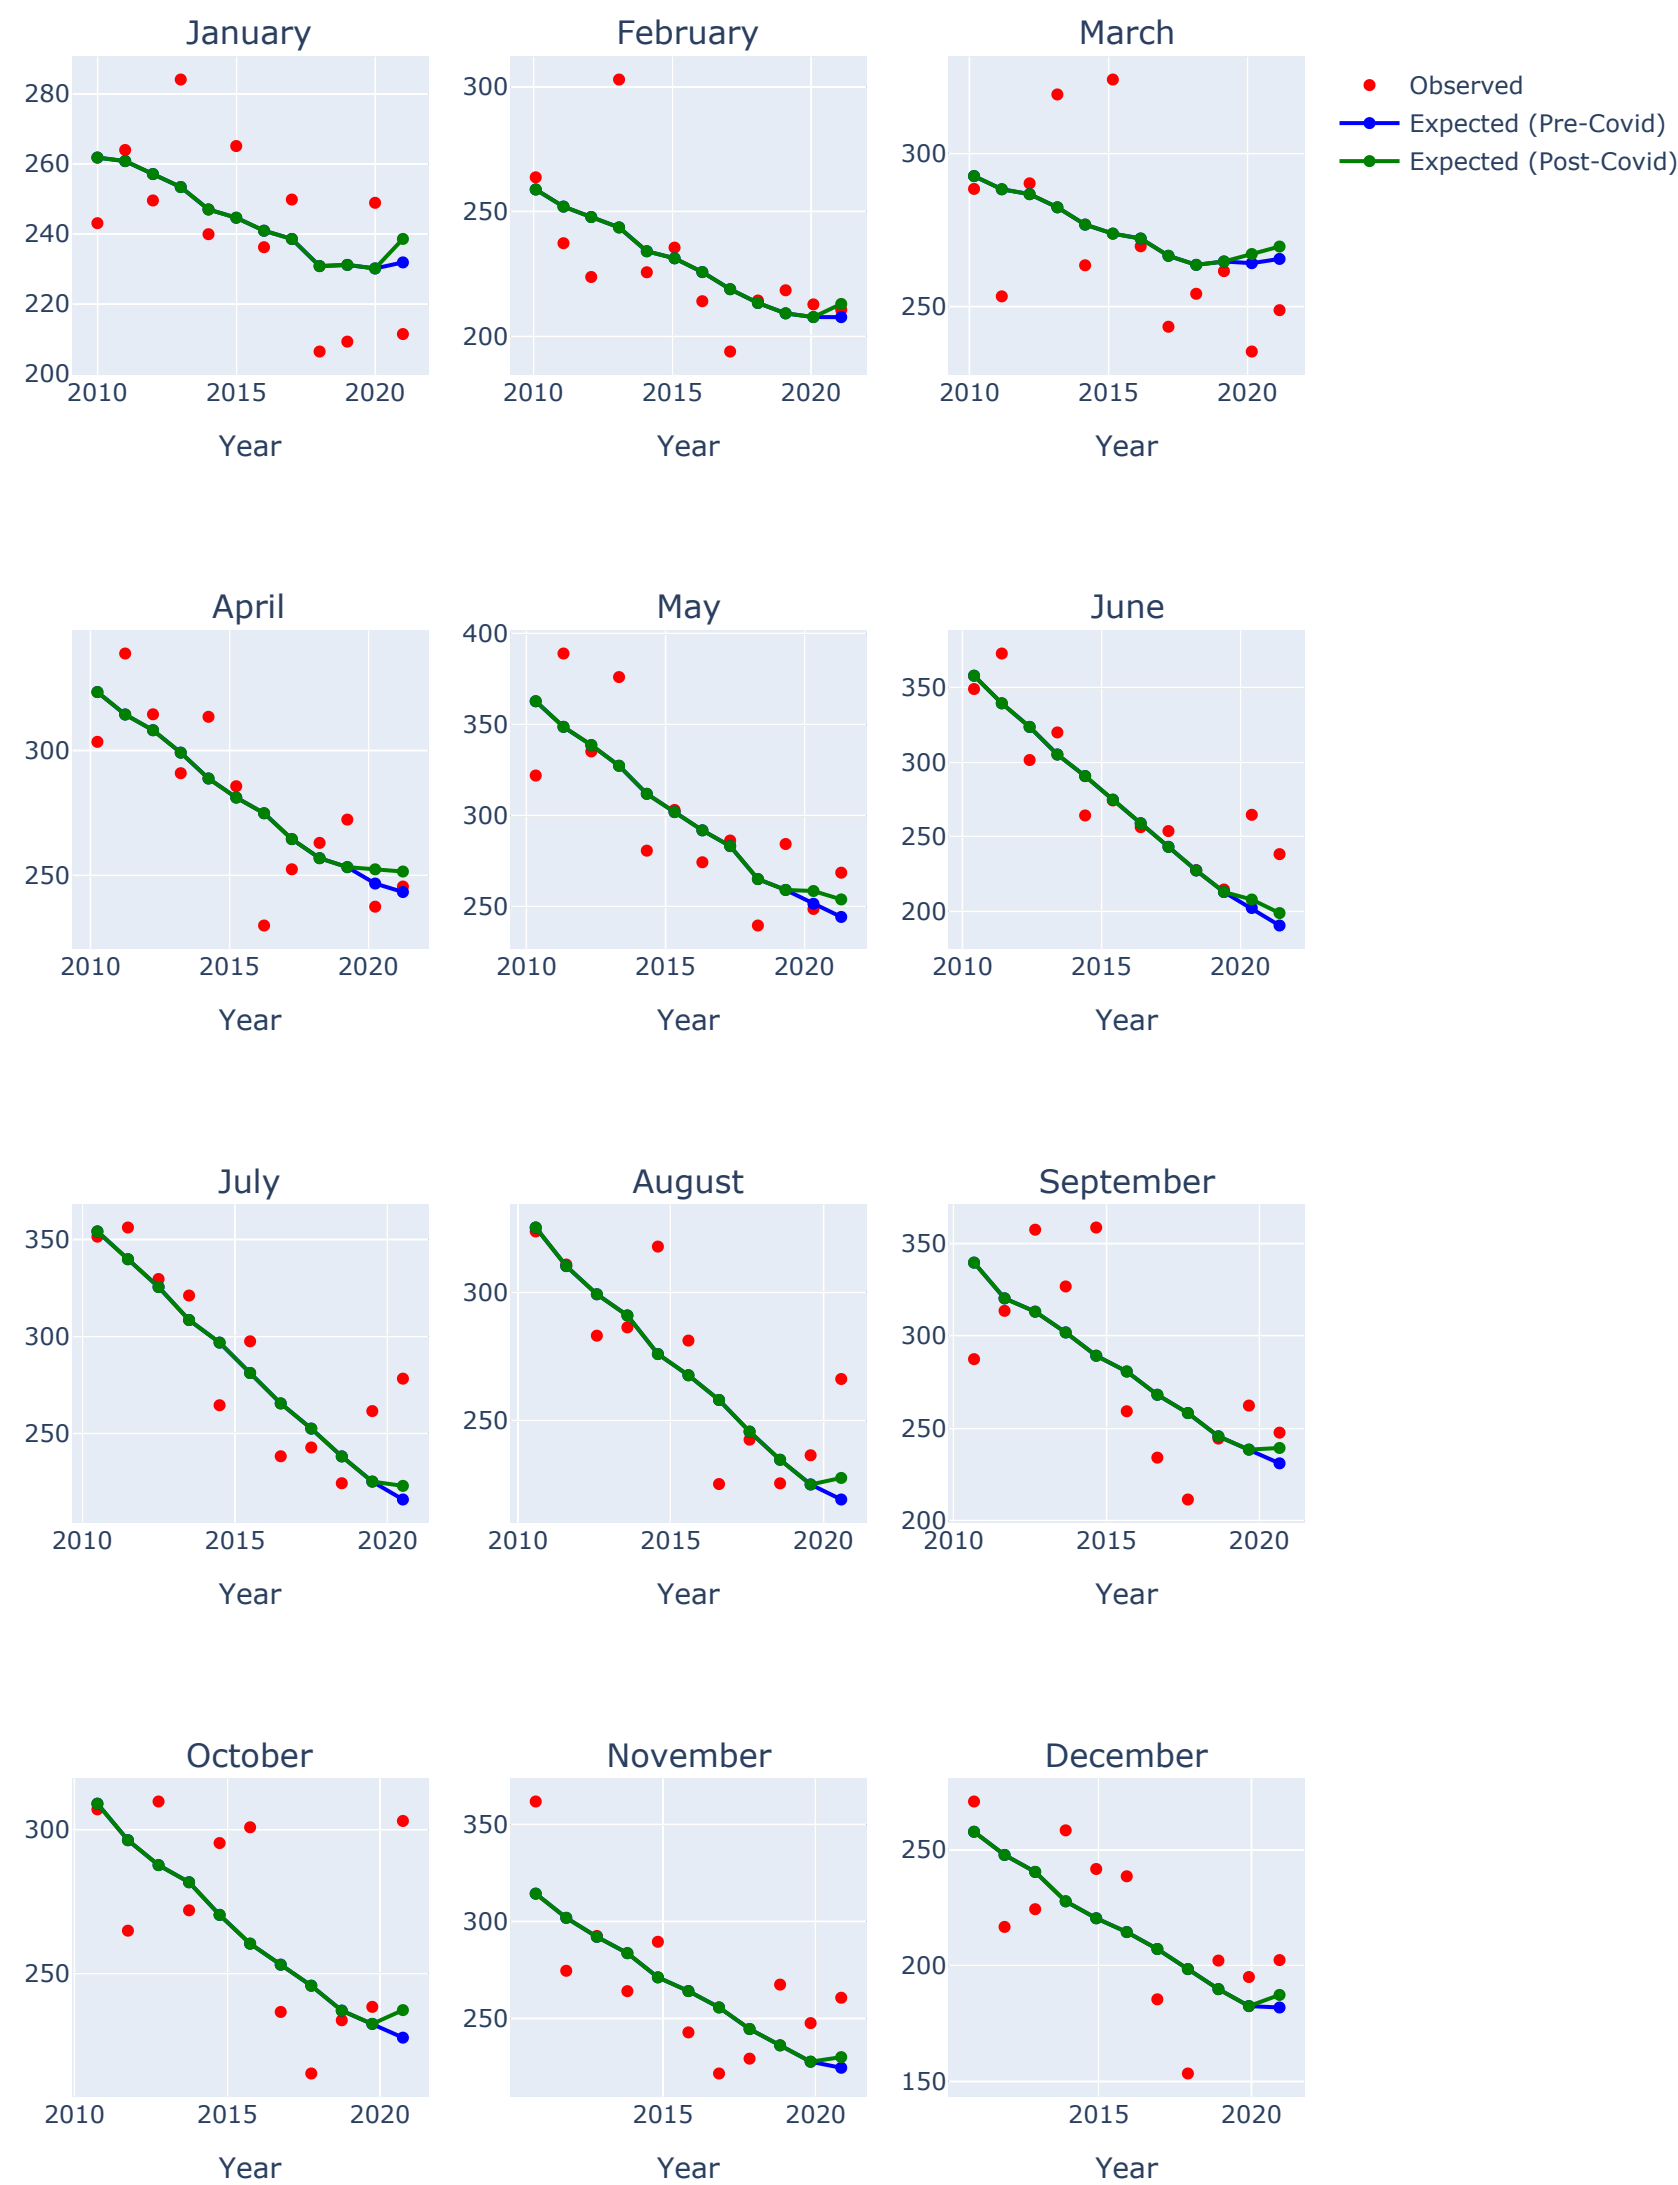 January
February
March
280
260
240
220
200
2010
2015
2020
Year
300
250
200
2010
2015
2020
Year
300
250
2010
2015
2020
Year
Observed
Expected (Pre-Covid)
Expected (Post-Covid)
April
May
June
300
250
2010
2015
2020
Year
400
350
300
250
2010
2015
2020
Year
350
300
250
200
2010
2015
2020
Year
July
August
September
350
300
250
2010
2015
2020
Year
300
250
2010
2015
2020
Year
350
300
250
200
2010
2015
2020
Year
October
November
December
300
250
2010
2015
2020
Year
350
300
250
2015
2020
Year
250
200
150
2015
2020
Year